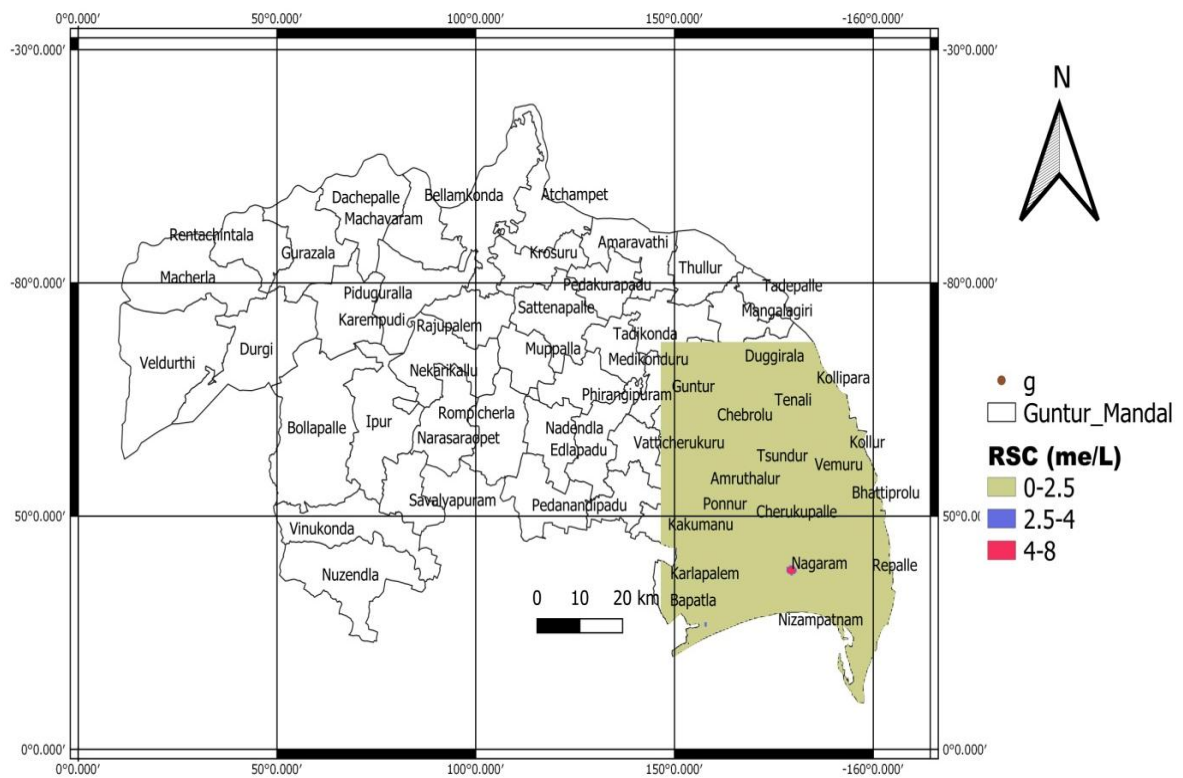 0°0.000′ 50°0.000′ 100°0.000′ 150°0.000′ -160°0.000′
-30°0.000′ -30°0.000′
N
Dachepalle Bellamkonda Atchampet
Machavaram
Rentachintala
Gurazala Krosuru Amaravathi
Macherla Thullur
Piduguralla Pedakurapadu Tadepalle
-80°0.000′ -80°0.000′
Karempudi Rajupalem Sattenapalle Mangalagiri
Tadikonda
Veldurthi Durgi Muppalla Medikonduru Duggirala
Nekarikallu Kollipara
Phirangipuram Guntur
g
Tenali
Guntur_Mandal
Bollapalle Ipur Rompicherla Chebrolu
Nadendla
Narasaraopet Edlapadu Vatticherukuru Kollur
RSC (me/L)
Tsundur
Vemuru
0-2.5
Amruthalur Bhattiprolu
Savalyapuram Pedanandipadu Ponnur Cherukupalle
50°0.000′ 50°0.0(
2.5-4
Vinukonda Kakumanu
4-8
Nuzendla Karlapalem Nagaram Repalle
0 10 20 km Bapatla
Nizampatnam
0°0.000′ 0°0.000′
0°0.000′ 50°0.000′ 100°0.000′ 150°0.000′ -160°0.000′